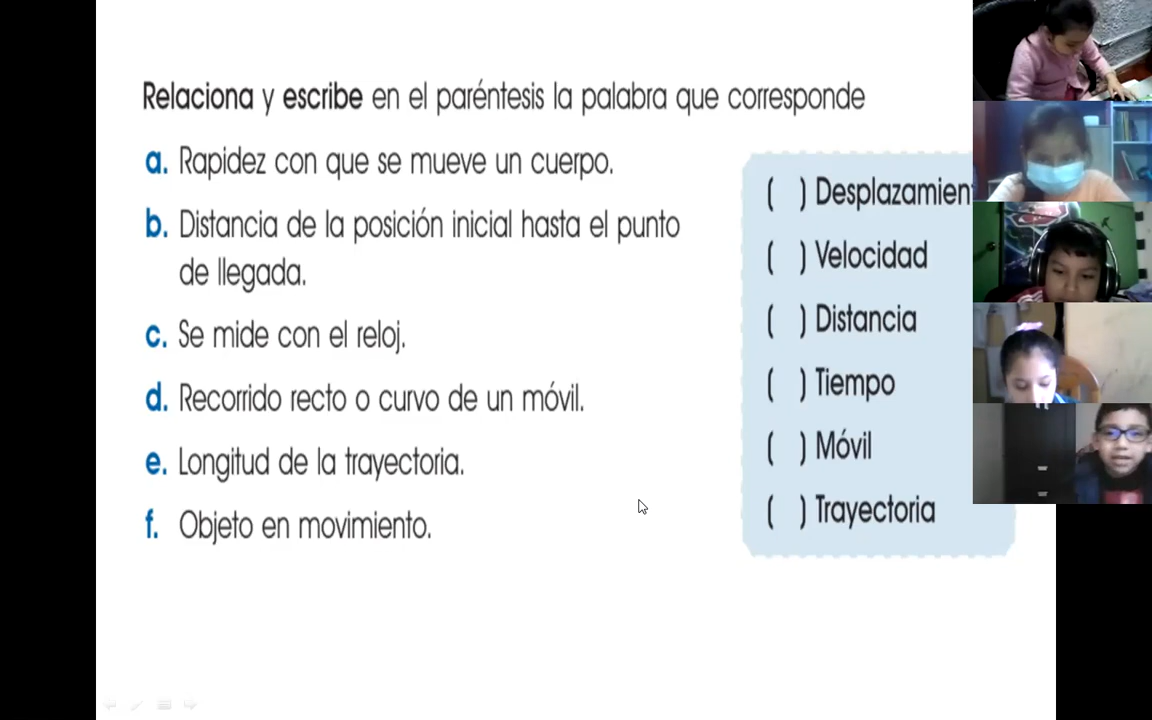 Relaciona y escribe en el paréntesis la palabra que corresponde
a. Rapidez con que se mueve un cuerpo.
b. Distancia de la posición inicial hasta el punto
de llegada.
c. Se mide con el reloj.
d. Recorrido recto o curvo de un móvil.
e. Longitud de la trayectoria.
f. Objeto en movimiento.
( ) Desplazamien
( ) Velocidad
( ) Distancia
( ) Tiempo
( ) Móvil
( ) Trayectoria